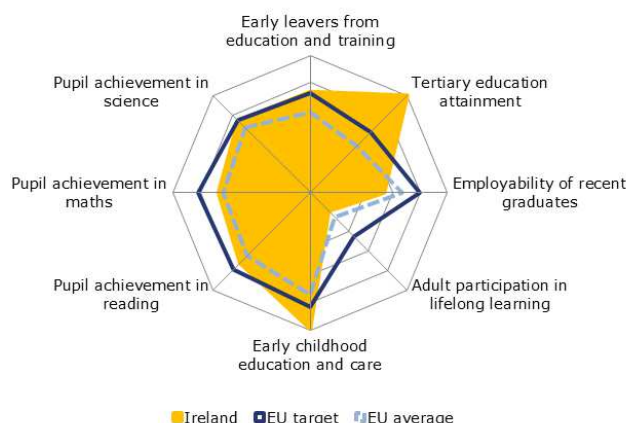 Early leavers from
education and training
Pupil achievement in
science
Tertiary education
attainment
Pupil achievement in
maths
Employability of recent
graduates
Pupil achievement in
reading
Adult participation in
lifelong learning
Early childhood
education and care
Ireland EU target EU average